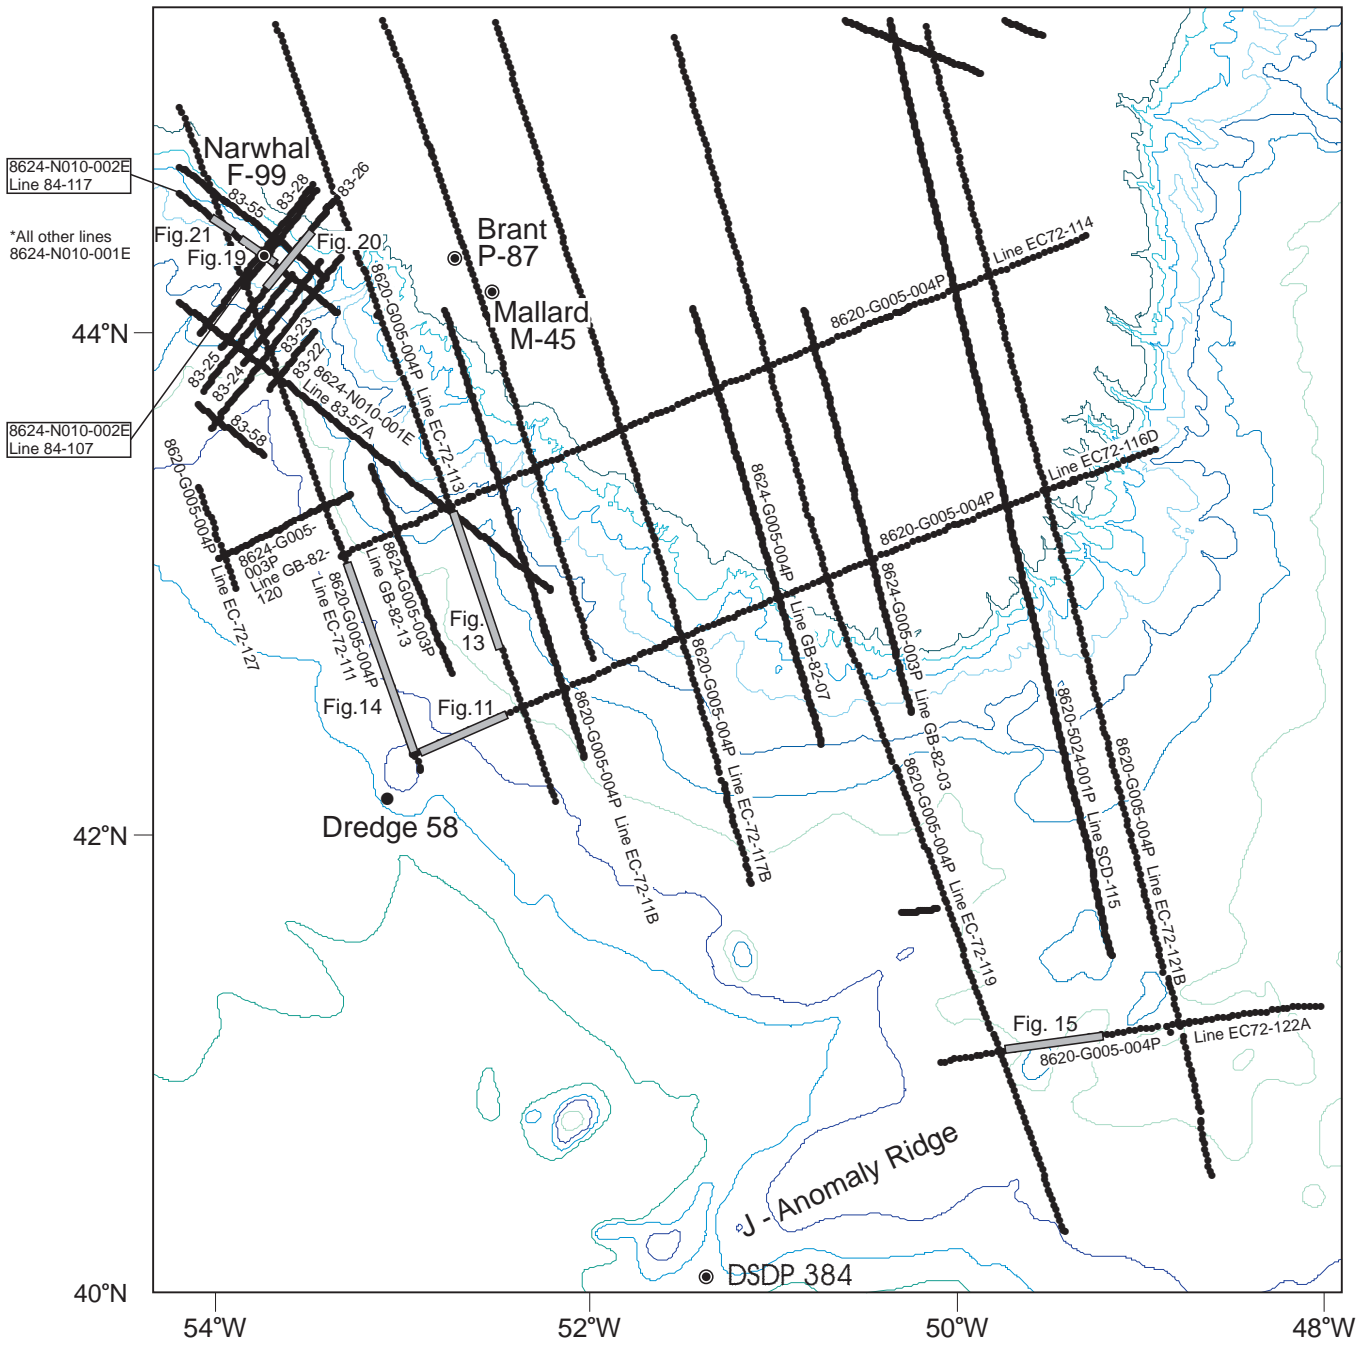 Narwhal
F-99
8624-N010-002E
Line 84-117
*All other lines
8624-N010-001E
83-55
83-28
83-26
Fig.21
Fig.19
Fig. 20
Brant
P-87
Mallard
M-45
44°N
83-25
83-24
83-23
83-22
83-58
8624-N010-001E
Line 83-57A
8624-N010-002E
Line 84-107
8620-G005-004P Line EC-72-113
8620-G005-004P
Line EC72-114
8620-G005-004P
Line EC72-116D
8620-G005-004P Line EC-72-127
8624-G005-
003P
Line GB-82-
120
8620-G005-004P
Line EC-72-111
8624-G005-003P
Line GB-82-13
Fig.
13
Fig.14
Fig.11
8624-G005-004P Line GB-82-07
8624-G005-003P Line GB-82-03
8620-G005-004P Line EC-72-11B
8620-G005-004P Line EC-72-117B
8620-G005-004P Line EC-72-119
8620-5024-001P Line SCD-115
8620-G005-004P Line EC-72-121B
Dredge 58
42°N
Fig. 15
8620-G005-004P
Line EC72-122A
J - Anomaly Ridge
DSDP 384
40°N
54°W
52°W
50°W
48°W